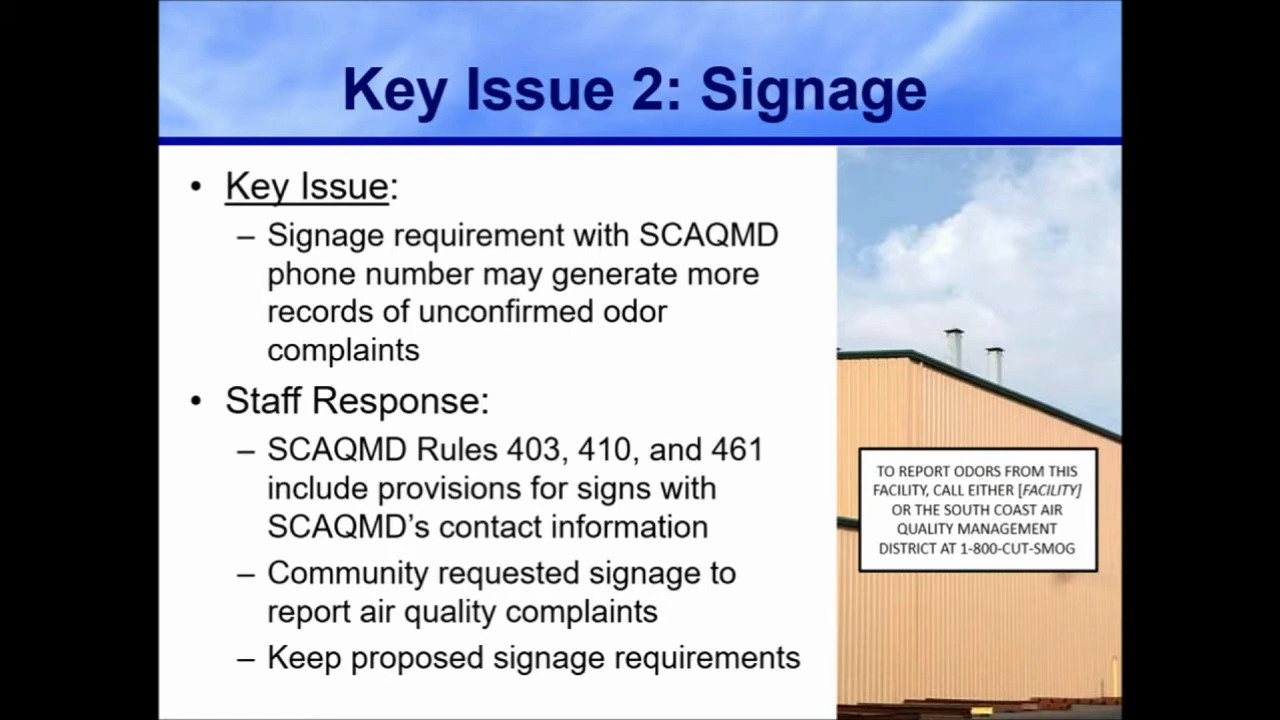 Key Issue 2: Signage
• Key Issue:
– Signage requirement with SCAQMD
phone number may generate more
records of unconfirmed odor
complaints
• Staff Response:
– SCAQMD Rules 403, 410, and 461
include provisions for signs with
SCAQMD’s contact information
– Community requested signage to
report air quality complaints
– Keep proposed signage requirements
TO REPORT ODORS FROM THIS
FACILITY, CALL EITHER [FACILITY]
OR THE SOUTH COAST AIR
QUALITY MANAGEMENT
DISTRICT AT 1-800-CUT-SMOG